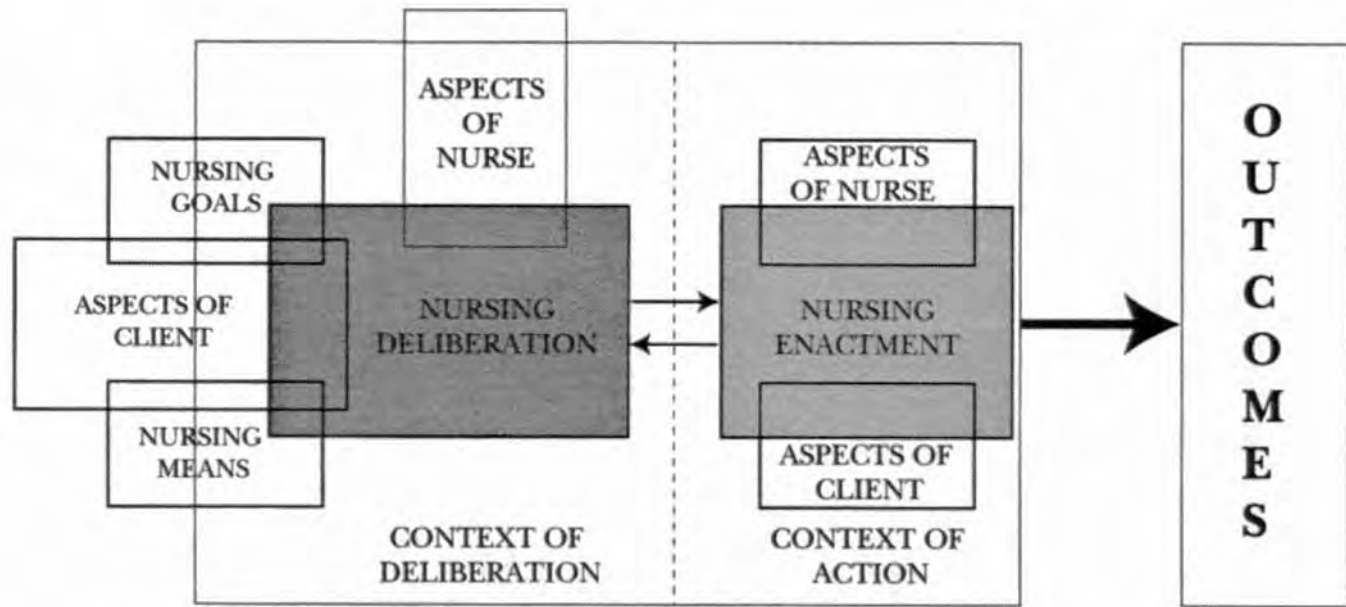 ASPECTS
OF
NURSE
NURSING
GOALS
ASPECTS OF
CLIENT
NURSING
MEANS
NURSING
DELIBERATION
CONTEXT OF
DELIBERATION
ASPECTS
OF NURSE
NURSING
ENACTMENT
ASPECTS OF
CLIENT
CONTEXT OF
ACTION
OUTCOMES